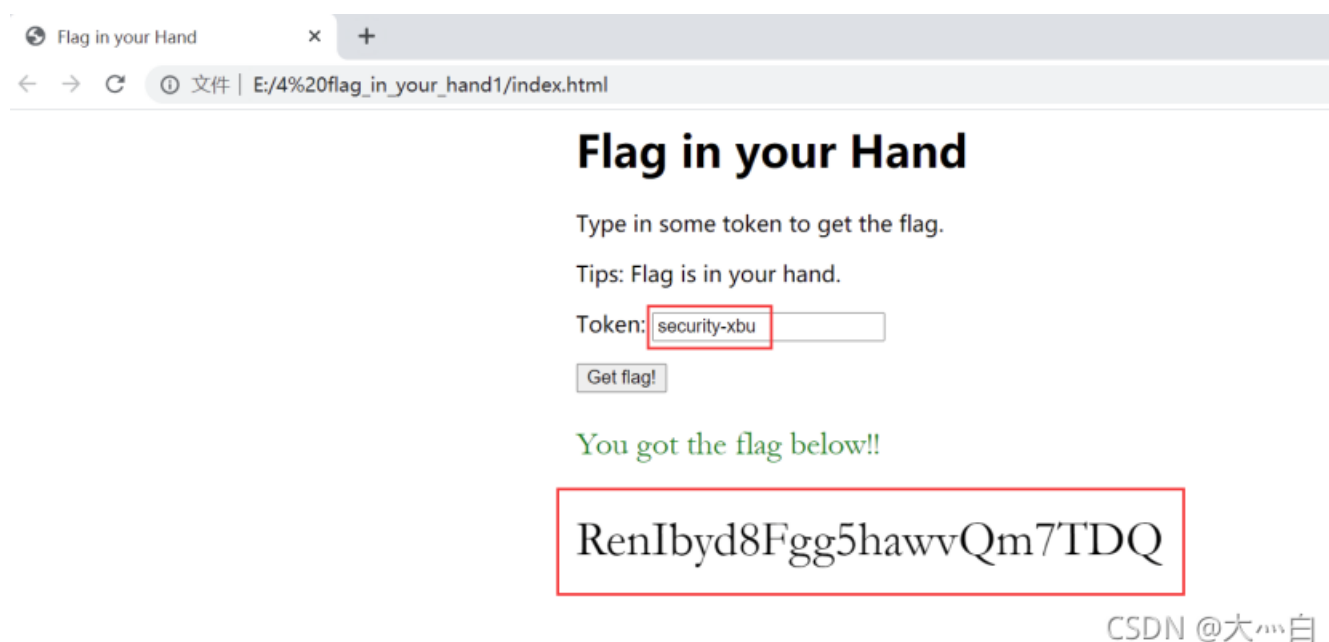 Flag in your Hand
文件 E:/4%20flag_in_your_hand1/index.html
Flag in your Hand
Type in some token to get the flag.
Tips: Flag is in your hand.
Token: security-xbu
Get flag!
You got the flag below!!
RenIbyd8Fgg5hawvQm7TDQ
CSDN @大灬白